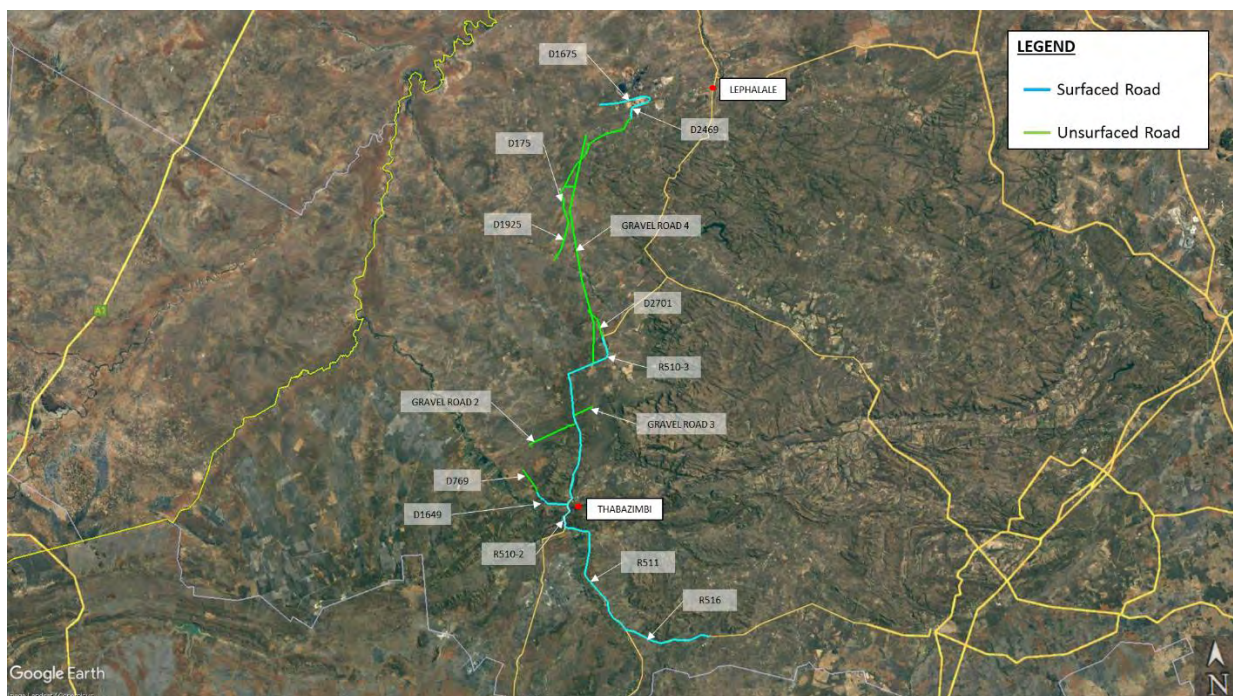 D1675
LEGEND
Surfaced Road
Unsurfaced Road
LEPHALALE
D2469
D175
D1925
GRAVEL ROAD 4
A1
D2701
R510-3
GRAVEL ROAD 2
GRAVEL ROAD 3
D769
D1649
THABAZIMBI
R510-2
R511
R516
Google Earth
N